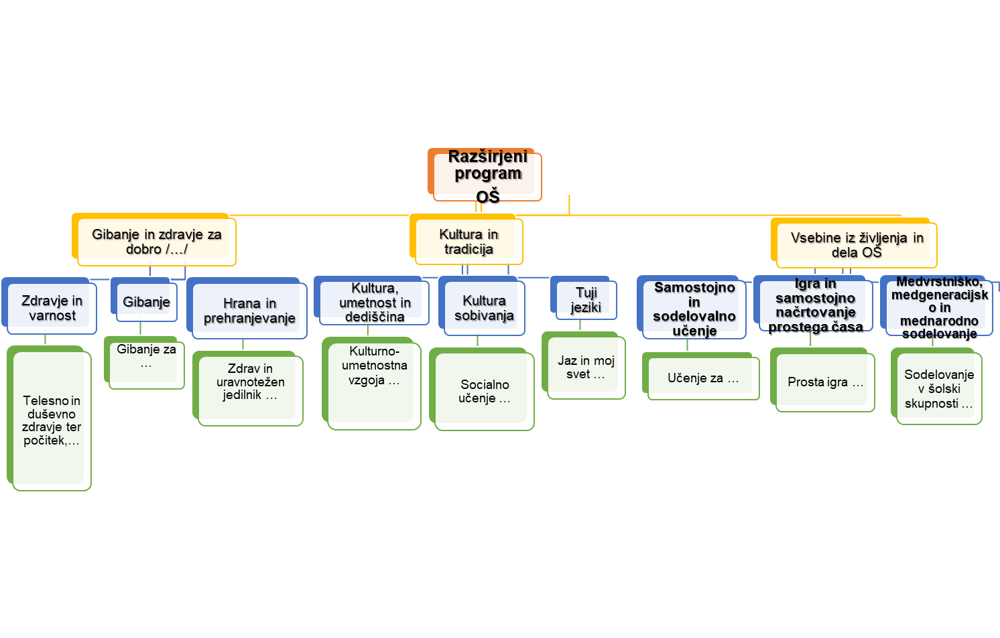 Razširjeni
program
OŠ
Gibanje in zdravje za
dobro /…/
Kultura in
tradicija
Vsebine iz življenja in
dela OŠ
Zdravje in
varnost
Gibanje
Hrana in
prehranjevanje
Kultura,
umetnost in
dediščina
Kultura
sobivanja
Tuji
jeziki
Samostojno
in
sodelovalno
učenje
Igra in
samostojno
načrtovanje
prostega časa
Medvrstniško,
medgeneracijsk
o in
mednarodno
sodelovanje
Telesno in
duševno
zdravje ter
počitek,…
Gibanje za
…
Zdrav in
uravnotežen
jedilnik …
Kulturno-
umetnostna
vzgoja …
Socialno
učenje …
Jaz in moj
svet …
Učenje za …
Prosta igra …
Sodelovanje
v šolski
skupnosti …